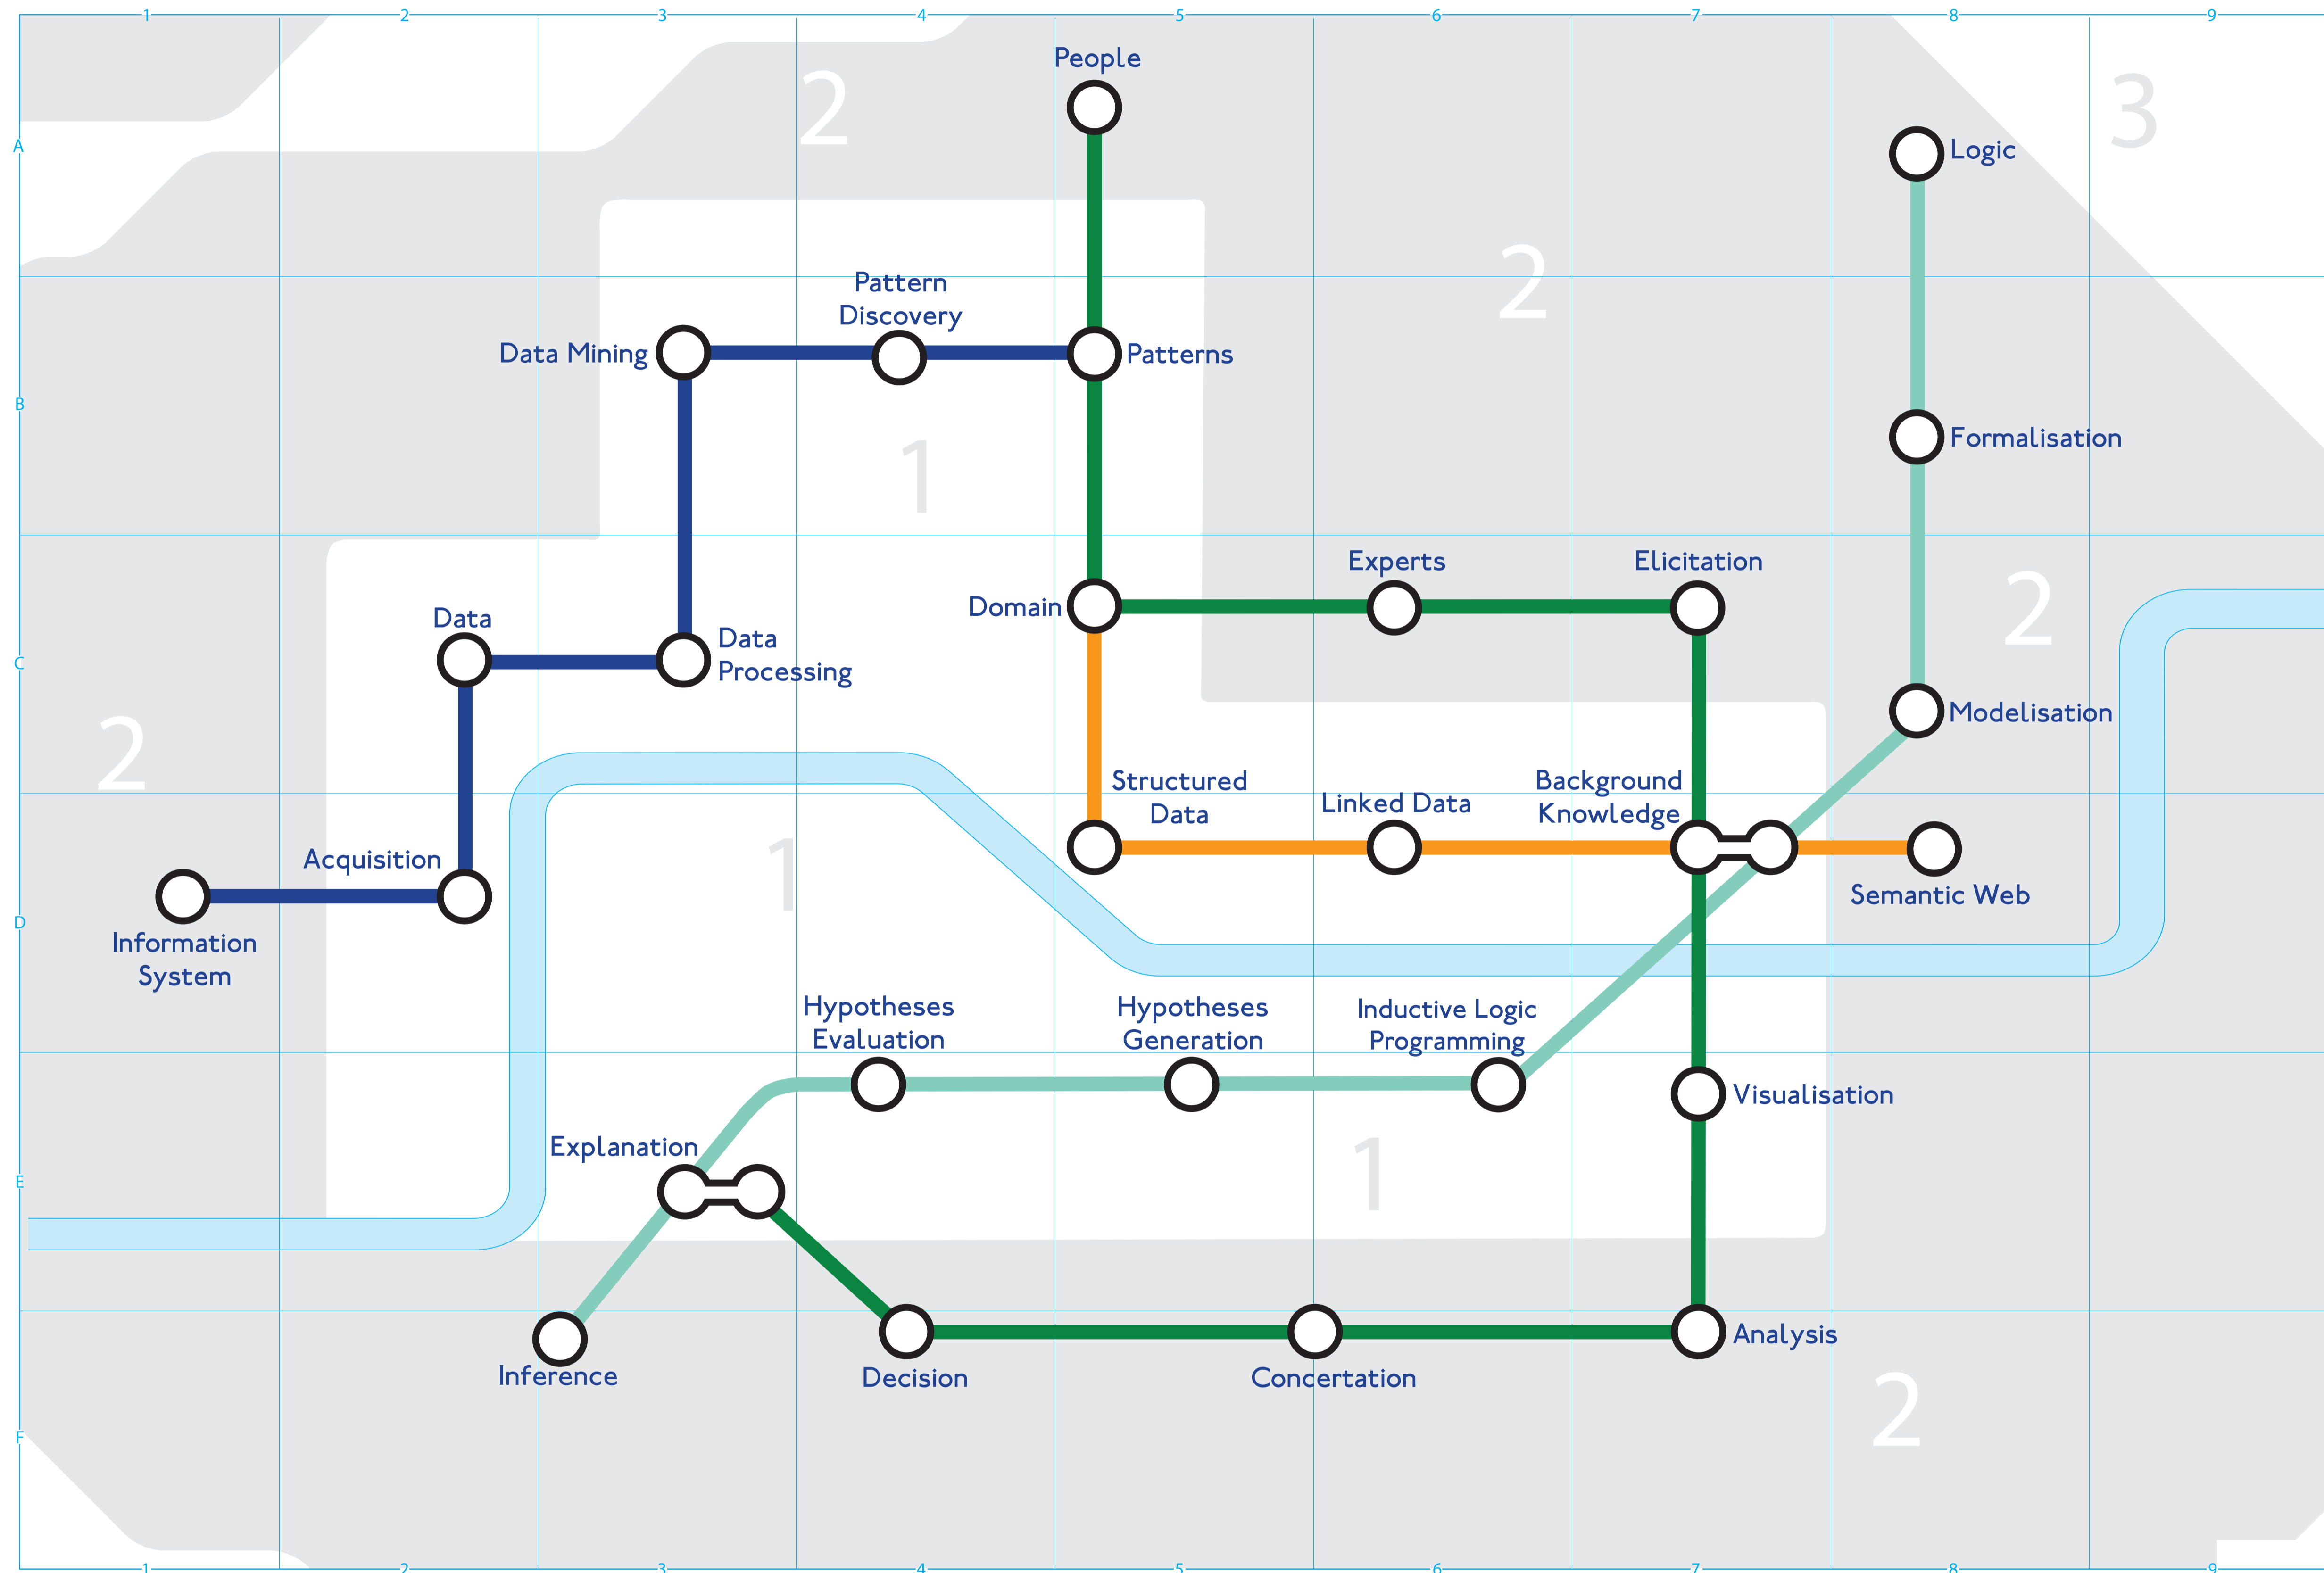 1 2 3 4 5 6 7 8 9
People
2
3
A
Logic
2
Pattern
Discovery
Data Mining
Patterns
B
1
Formalisation
Experts
Elicitation
2
Domain
Data
Data
Processing
C
Modelisation
2
Structured
Data
Linked Data
Background
Knowledge
1
Acquisition
Semantic Web
D
Information
System
Hypotheses
Evaluation
Hypotheses
Generation
Inductive Logic
Programming
Visualisation
Explanation
1
E
Inference
Decision
Concertation
Analysis
2
F
1 2 3 4 5 6 7 8 9